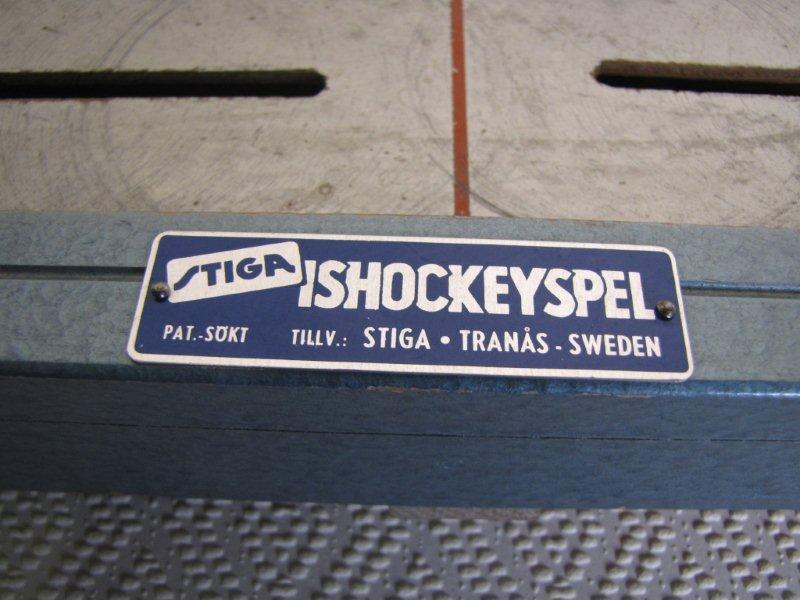 STIGA ISHOCKEYSPEL
PAT.-SÖKT TILLV.: STIGA • TRANÅS - SWEDEN